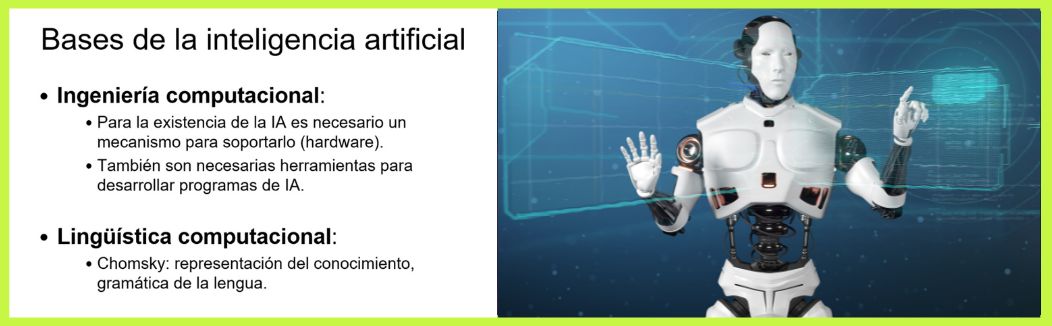 Bases de la inteligencia artificial
• Ingeniería computacional:
• Para la existencia de la IA es necesario un
mecanismo para soportarlo (hardware).
• También son necesarias herramientas para
desarrollar programas de IA.
• Lingüística computacional:
• Chomsky: representación del conocimiento,
gramática de la lengua.